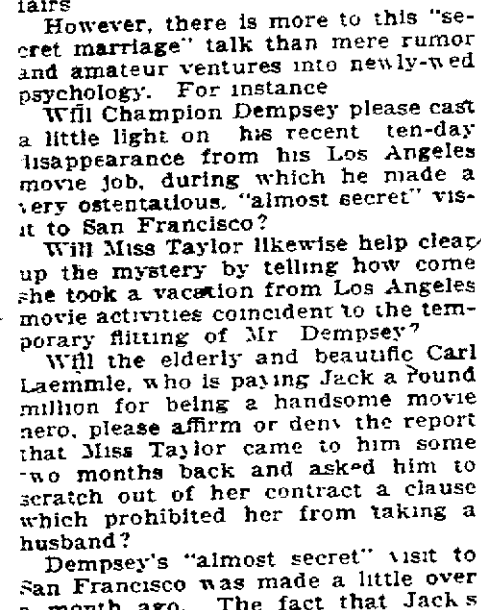 fairs
However, there is more to this "se-
cret marriage" talk than mere rumor
and amateur ventures into newly-wed
psychology. For instance
Will Champion Dempsey please cast
a little light on his recent ten-day
disappearance from his Los Angeles
movie job, during which he made a
very ostentatious, "almost secret" vis-
it to San Francisco?
Will Miss Taylor likewise help clear
up the mystery by telling how come
she took a vacation from Los Angeles
movie activities coincident to the tem-
porary flitting of Mr Dempsey?
Will the elderly and beautific Carl
Laemmle, who is paying Jack a round
million for being a handsome movie
hero, please affirm or deny the report
that Miss Taylor came to him some
two months back and asked him to
scratch out of her contract a clause
which prohibited her from taking a
husband?
Dempsey's "almost secret" visit to
San Francisco was made a little over
a month ago. The fact that Jack's